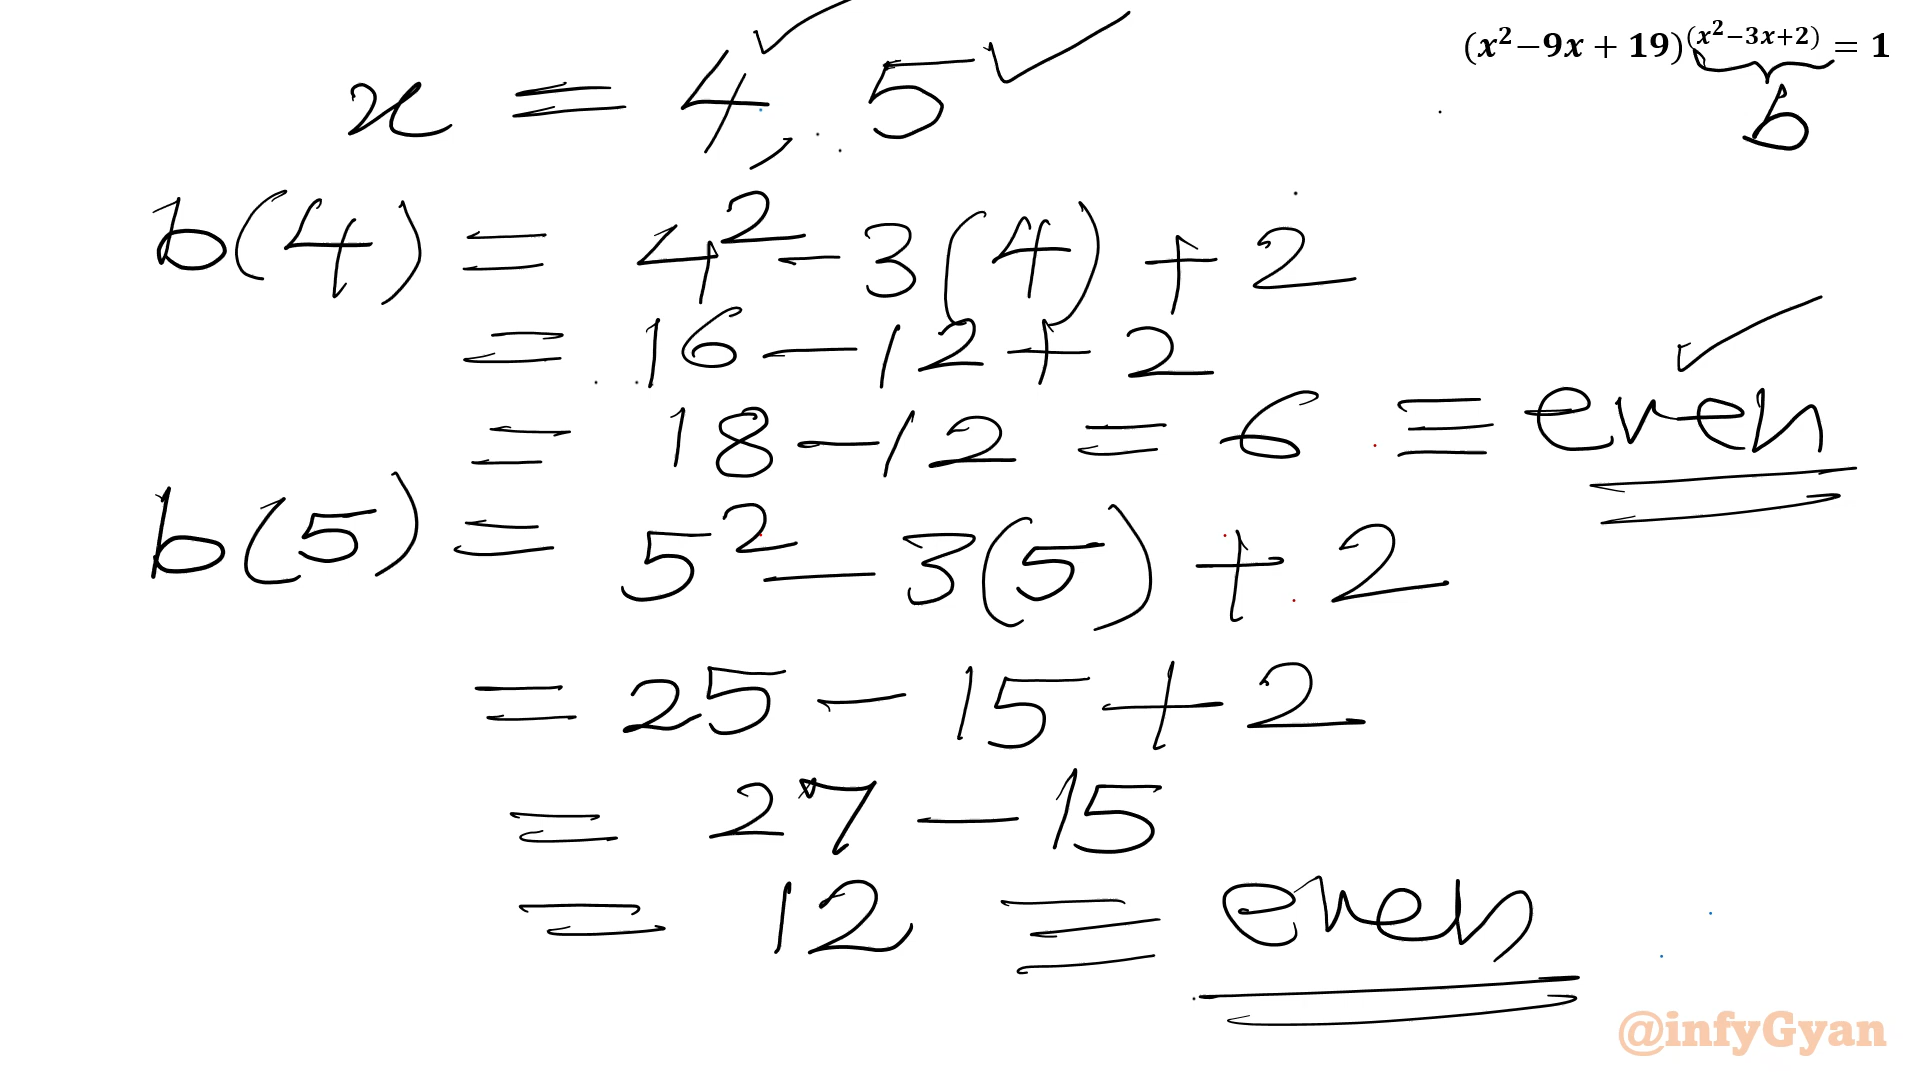 x = 4, 5
(x²−9x + 19)^(x²−3x+2) = 1
b
b(4) = 4² − 3(4) + 2
= 16 − 12 + 2
= 18 − 12 = 6 ≡ even
b(5) = 5² − 3(5) + 2
= 25 − 15 + 2
= 27 − 15
= 12 ≡ even
@infyGyan